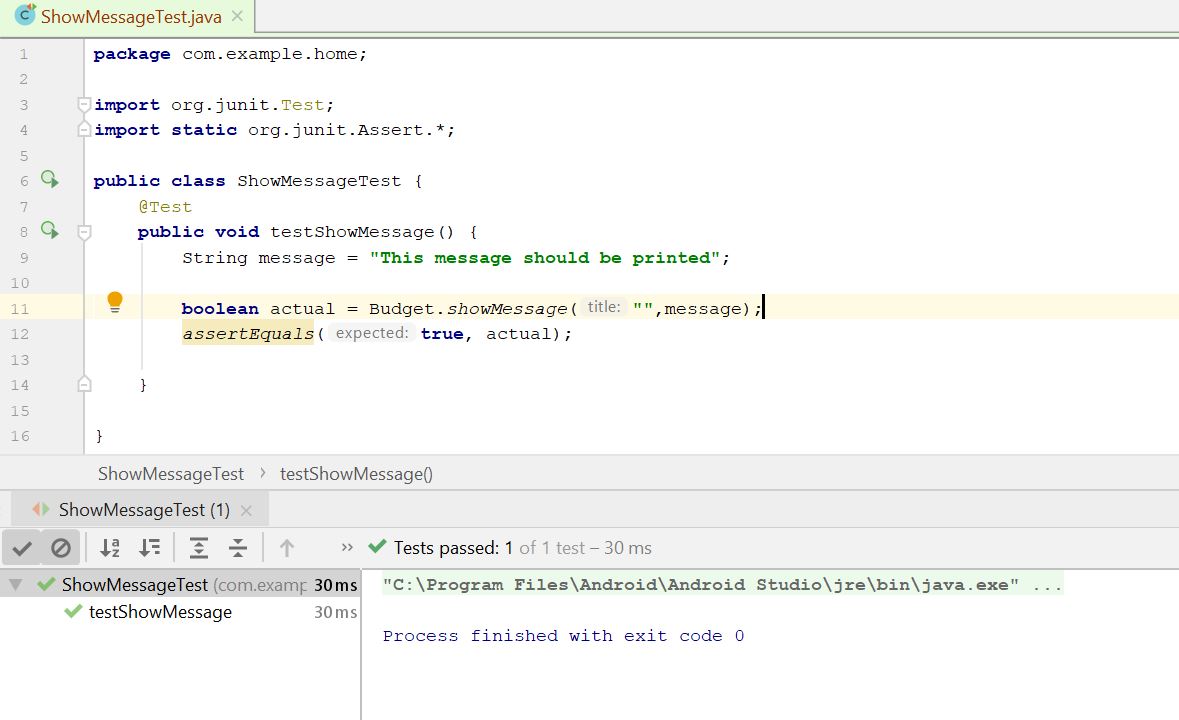 ShowMessageTest.java
1 package com.example.home;
2
3 import org.junit.Test;
4 import static org.junit.Assert.*;
5
6 public class ShowMessageTest {
7 @Test
8 public void testShowMessage() {
9 String message = "This message should be printed";
10
11 boolean actual = Budget.showMessage( title: "",message);
12 assertEquals( expected: true, actual);
13
14 }
15
16 }
ShowMessageTest › testShowMessage()
ShowMessageTest (1)
Tests passed: 1 of 1 test – 30 ms
ShowMessageTest (com.examp 30 ms
testShowMessage 30 ms
"C:\Program Files\Android\Android Studio\jre\bin\java.exe" ...
Process finished with exit code 0